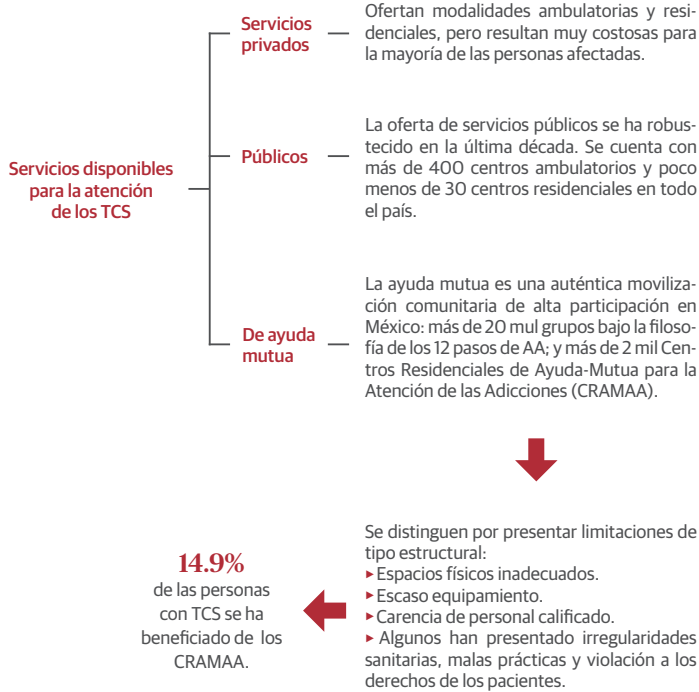 Servicios disponibles
para la atención
de los TCS
Servicios
privados
Ofertan modalidades ambulatorias y resi-
denciales, pero resultan muy costosas para
la mayoría de las personas afectadas.
Públicos
La oferta de servicios públicos se ha robus-
tecido en la última década. Se cuenta con
más de 400 centros ambulatorios y poco
menos de 30 centros residenciales en todo
el país.
De ayuda
mutua
La ayuda mutua es una auténtica moviliza-
ción comunitaria de alta participación en
México: más de 20 mul grupos bajo la filoso-
fía de los 12 pasos de AA; y más de 2 mil Cen-
tros Residenciales de Ayuda-Mutua para la
Atención de las Adicciones (CRAMAA).
Se distinguen por presentar limitaciones de
tipo estructural:
▸Espacios físicos inadecuados.
▸Escaso equipamiento.
▸Carencia de personal calificado.
▸ Algunos han presentado irregularidades
sanitarias, malas prácticas y violación a los
derechos de los pacientes.
14.9%
de las personas
con TCS se ha
beneficiado de los
CRAMAA.